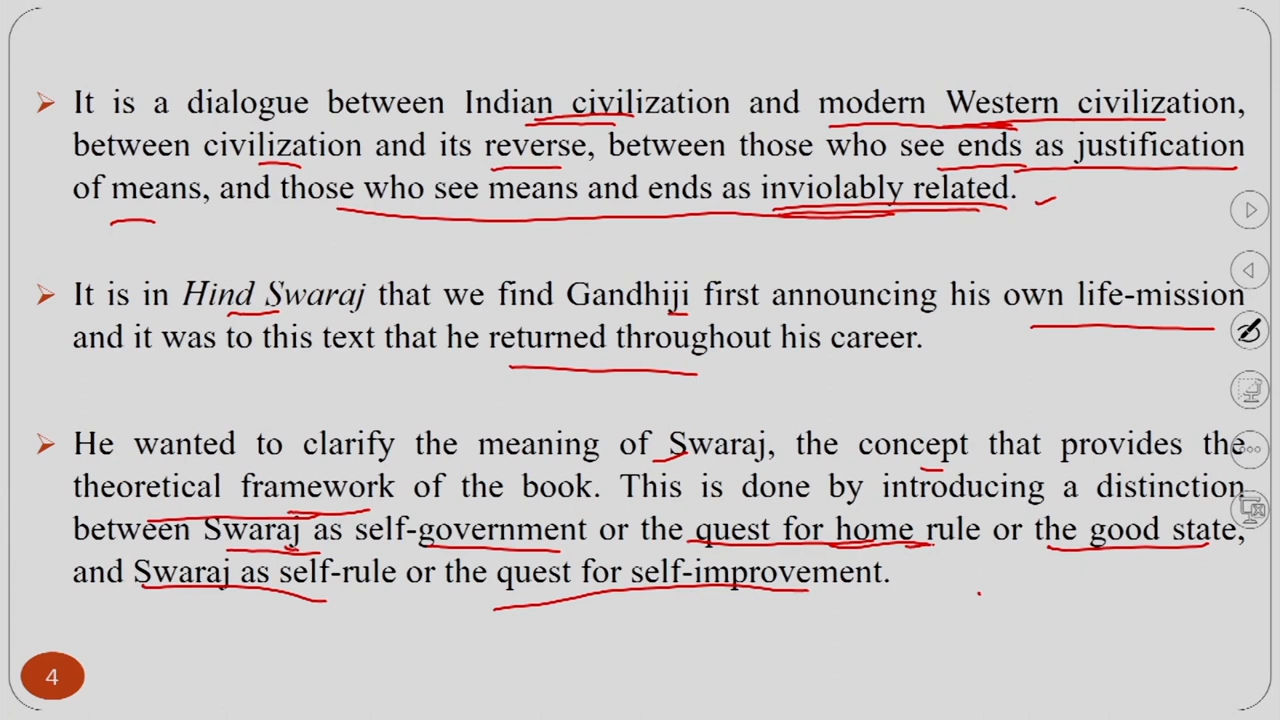 It is a dialogue between Indian civilization and modern Western civilization,
between civilization and its reverse, between those who see ends as justification
of means, and those who see means and ends as inviolably related.
It is in Hind Swaraj that we find Gandhiji first announcing his own life-mission
and it was to this text that he returned throughout his career.
He wanted to clarify the meaning of Swaraj, the concept that provides the
theoretical framework of the book. This is done by introducing a distinction
between Swaraj as self-government or the quest for home rule or the good state,
and Swaraj as self-rule or the quest for self-improvement.
4